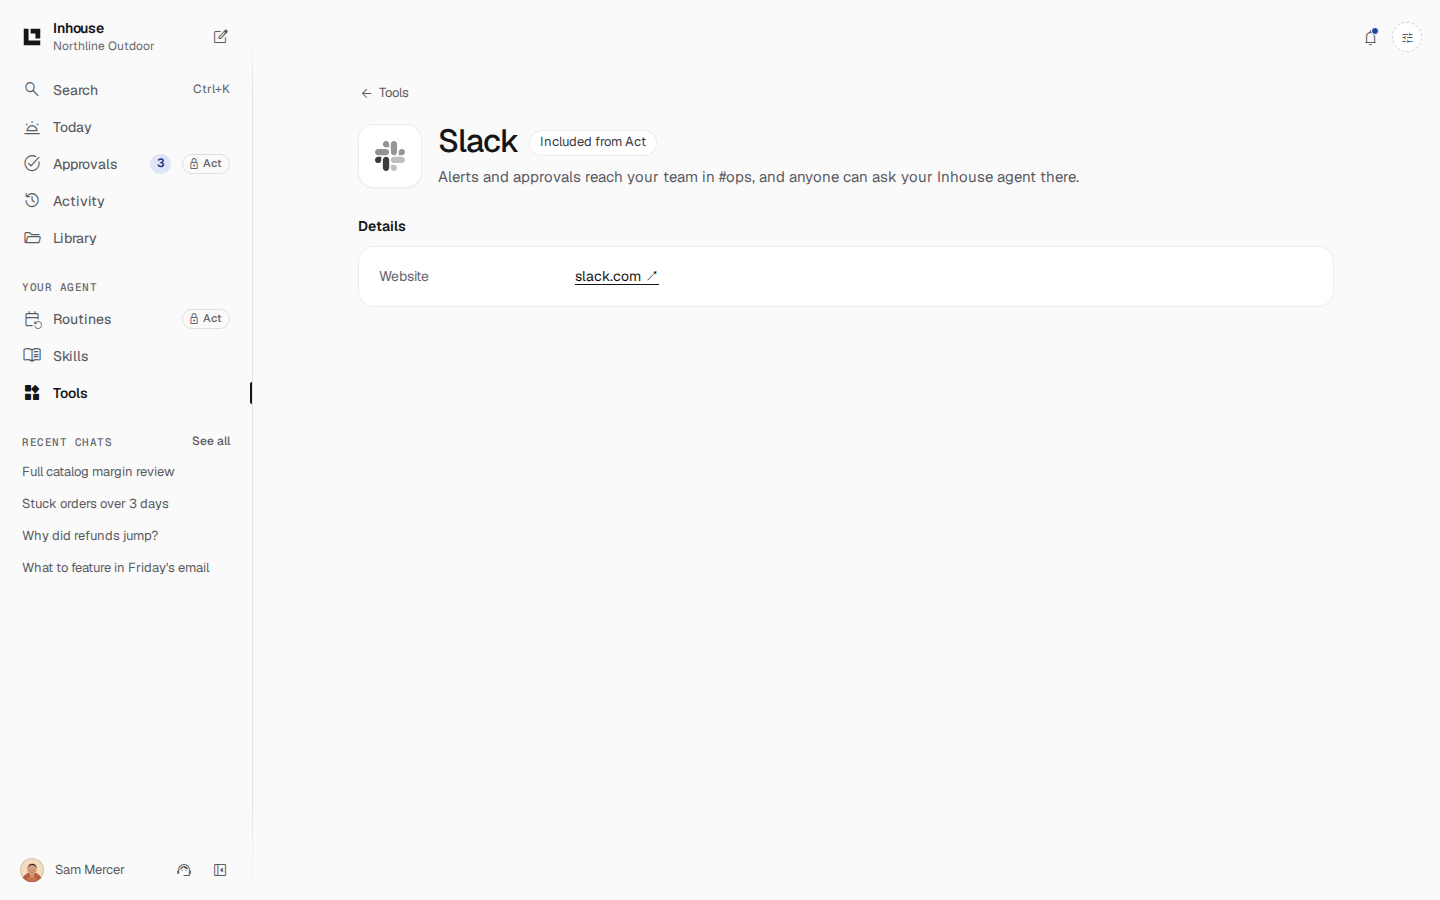 Inhouse
Northline Outdoor
Search Ctrl+K
Today
Approvals 3 Act
Activity
Library
YOUR AGENT
Routines Act
Skills
Tools
RECENT CHATS See all
Full catalog margin review
Stuck orders over 3 days
Why did refunds jump?
What to feature in Friday's email
Sam Mercer
← Tools
Slack Included from Act
Alerts and approvals reach your team in #ops, and anyone can ask your Inhouse agent there.
Details
Website slack.com ↗